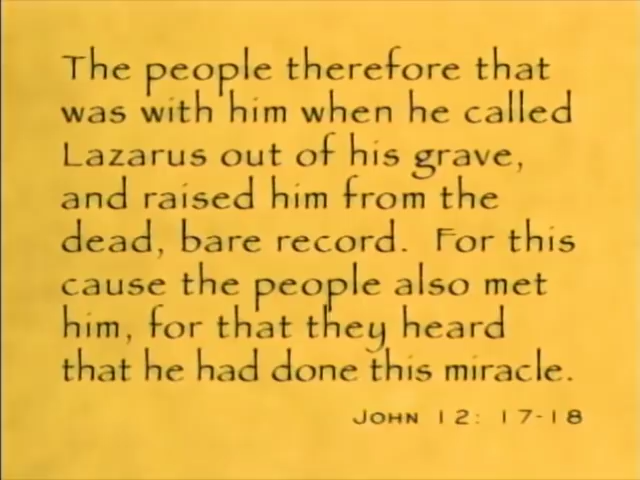 The people therefore that
was with him when he called
Lazarus out of his grave,
and raised him from the
dead, bare record.  For this
cause the people also met
him, for that they heard
that he had done this miracle.
John 12: 17-18